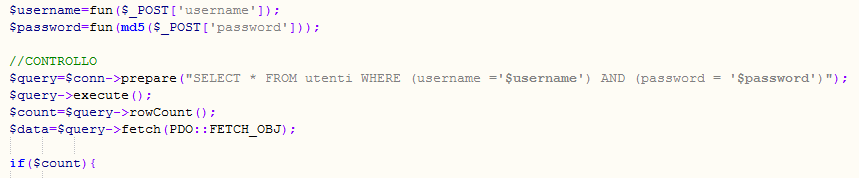 $username=fun($_POST['username']);
$password=fun(md5($_POST['password']));
//CONTROLLO
$query=$conn->prepare("SELECT * FROM utenti WHERE (username ='$username') AND (password = '$password')");
$query->execute();
$count=$query->rowCount();
$data=$query->fetch(PDO::FETCH_OBJ);
if($count){